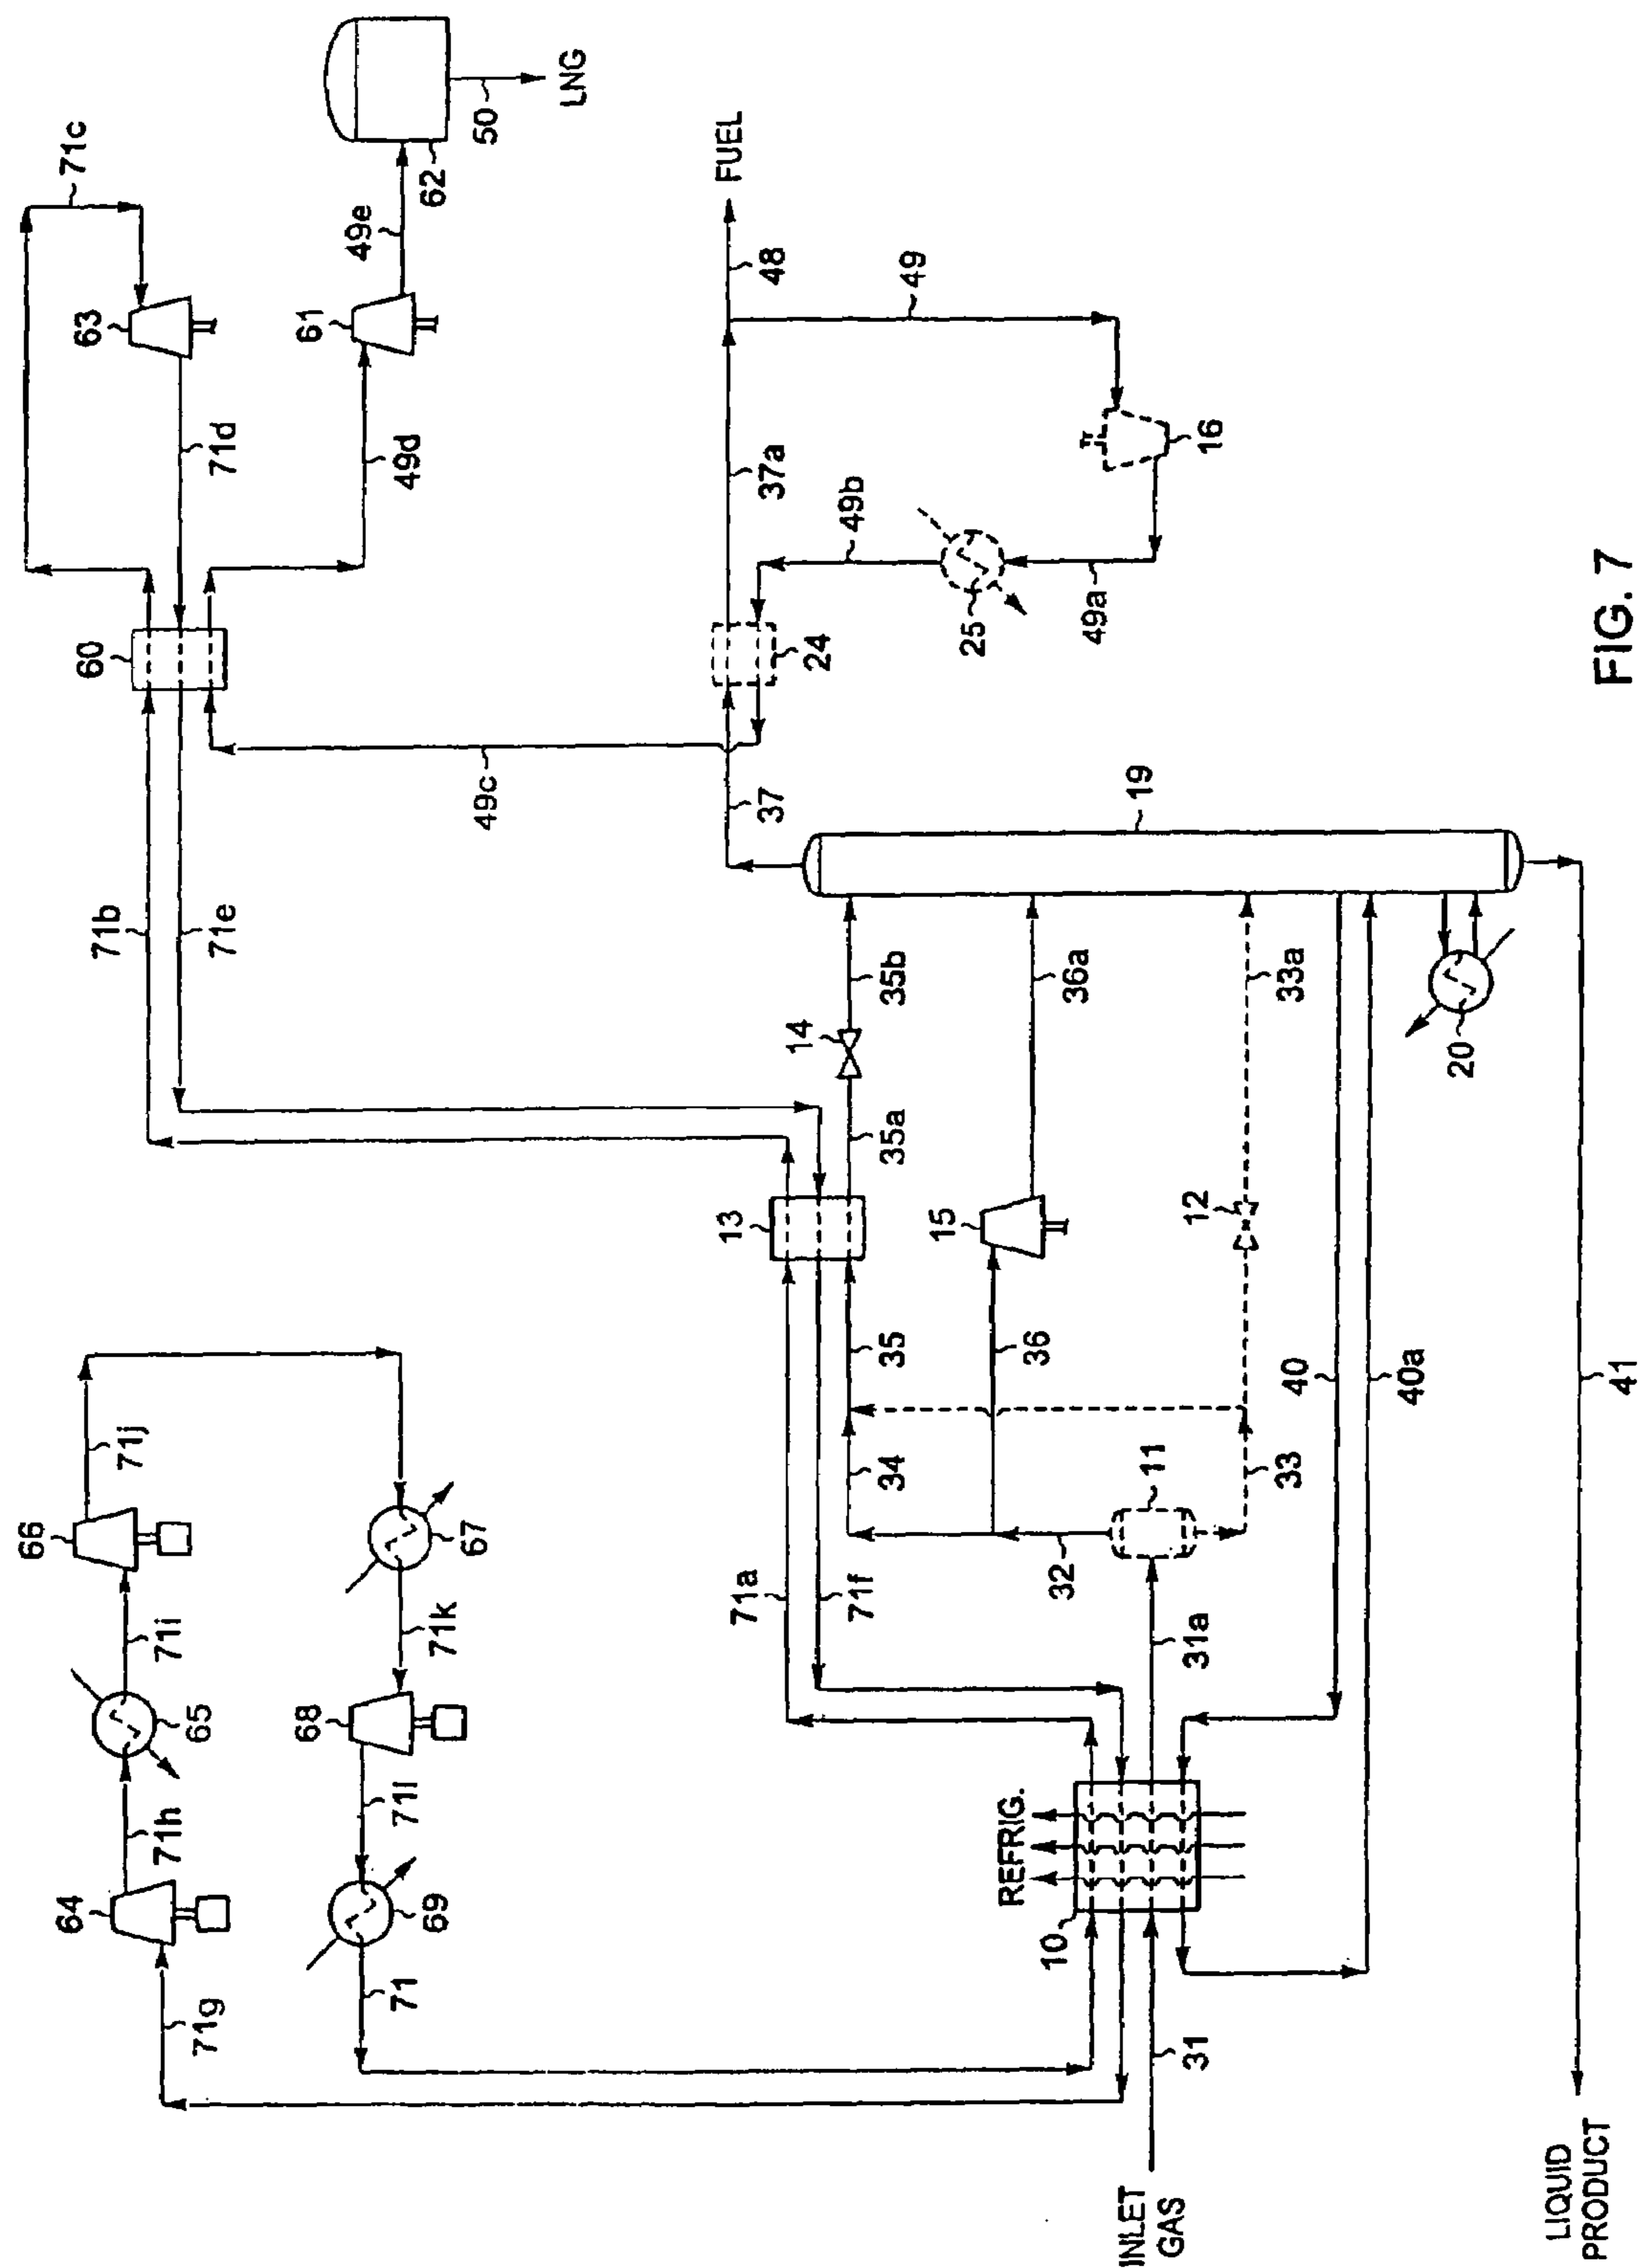 64
71h
65
71i
66
71j
71g
71
69
71l
68
71k
67
71b
71e
60
71d
63
71c
49d
61
49e
62
50
LNG
49c
71a
71f
13
34
35
35a
14
35b
37
24
37a
48
FUEL
49b
49
25
49a
16
REFRIG.
10
31
31a
32
11
36
15
36a
33
12
33a
19
40
40a
20
INLET
GAS
41
LIQUID
PRODUCT
FIG. 7